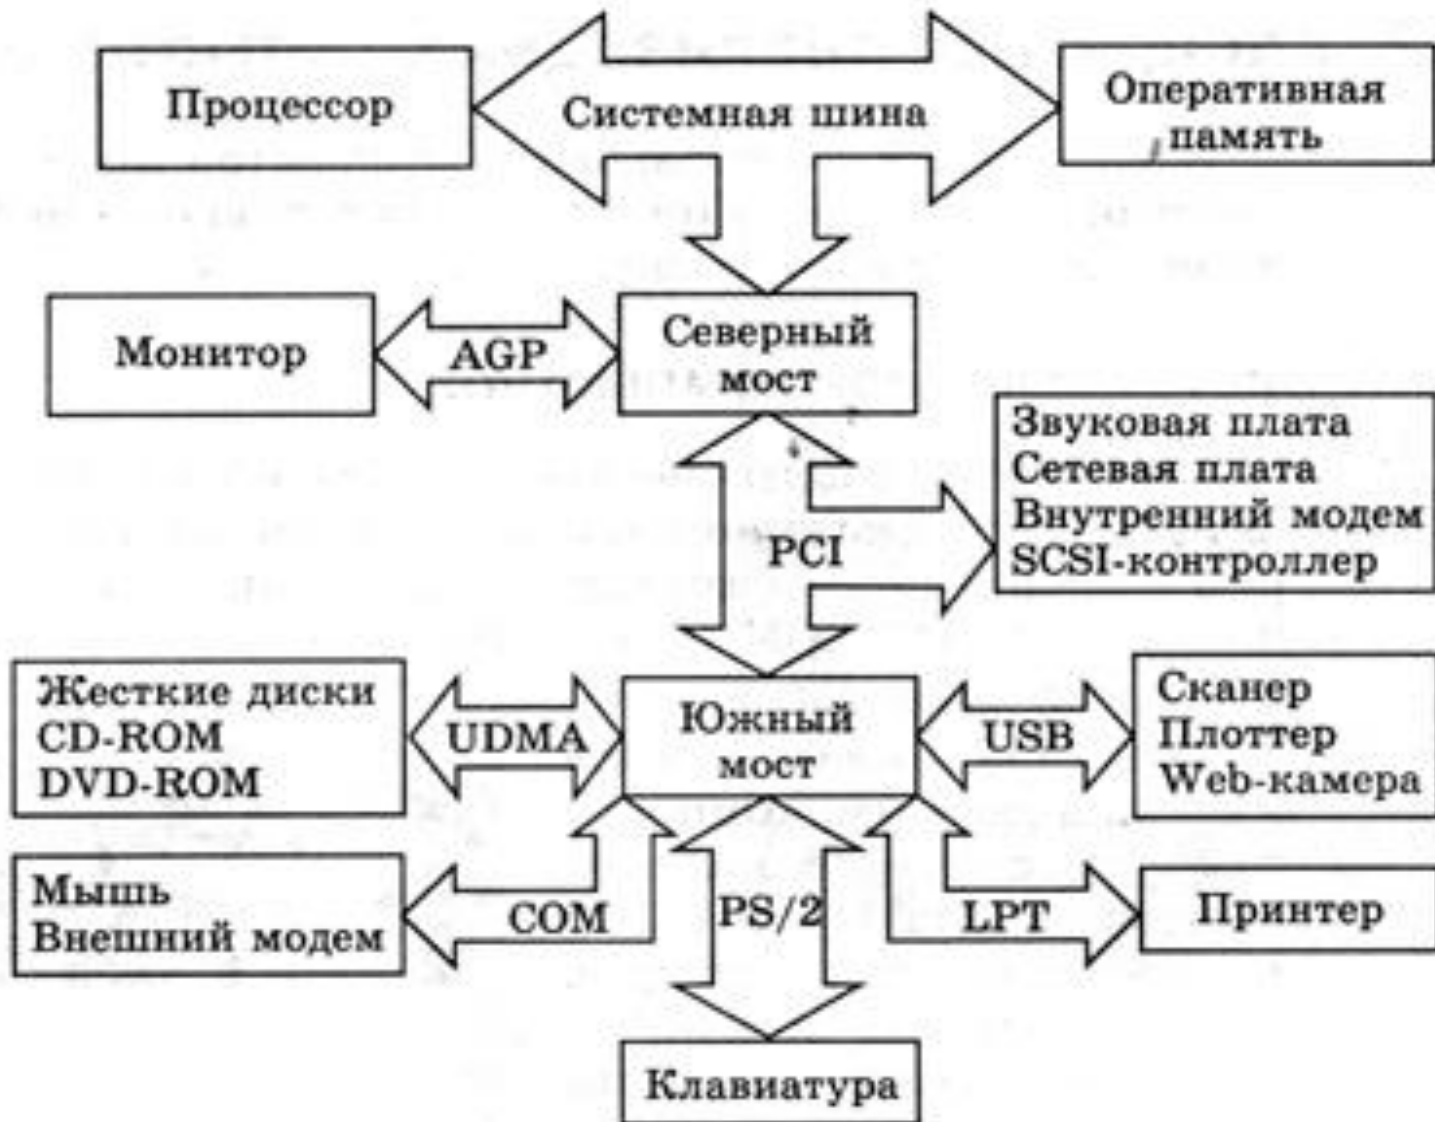 Процессор
Системная шина
Оперативная
память
Монитор
AGP
Северный
мост
Звуковая плата
Сетевая плата
Внутренний модем
SCSI-контроллер
PCI
Жесткие диски
CD-ROM
DVD-ROM
UDMA
Южный
мост
USB
Сканер
Плоттер
Web-камера
Мышь
Внешний модем
COM
PS/2
LPT
Принтер
Клавиатура